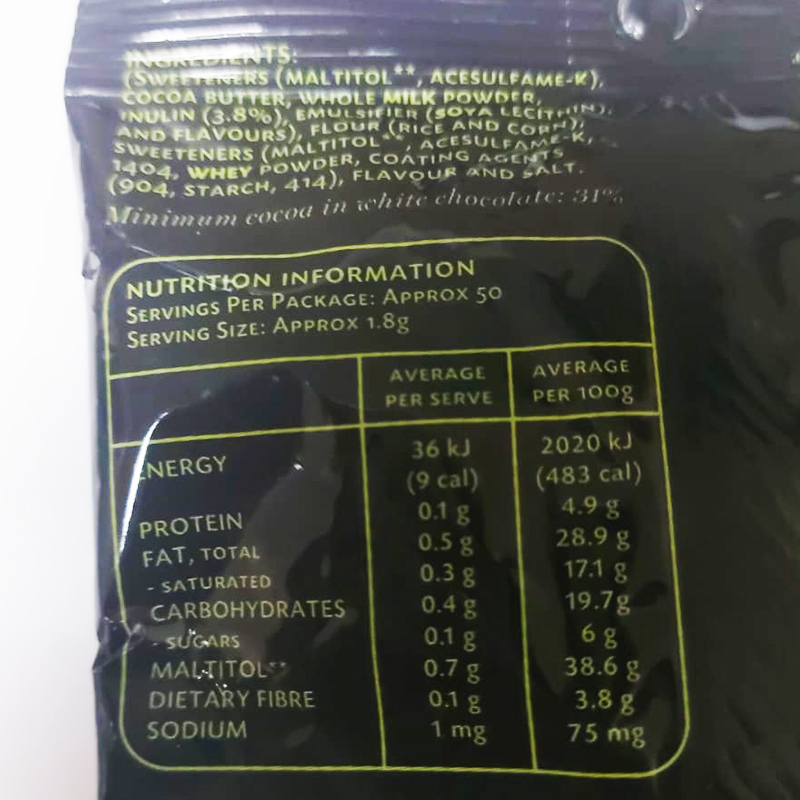 INGREDIENTS:
(SWEETENERS (MALTITOL**, ACESULFAME-K),
COCOA BUTTER, WHOLE MILK POWDER,
INULIN (3.8%), EMULSIFIER (SOYA LECITHIN),
AND FLAVOURS), FLOUR (RICE AND CORN),
SWEETENERS (MALTITOL**, ACESULFAME-K,
1404, WHEY POWDER, COATING AGENTS
(904, STARCH, 414), FLAVOUR AND SALT.
Minimum cocoa in white chocolate: 31%
NUTRITION INFORMATION
SERVINGS PER PACKAGE: APPROX 50
SERVING SIZE: APPROX 1.8g
AVERAGE PER SERVE AVERAGE PER 100g
ENERGY 36 kJ 2020 kJ
(9 cal) (483 cal)
PROTEIN 0.1 g 4.9 g
FAT, TOTAL 0.5 g 28.9 g
- SATURATED 0.3 g 17.1 g
CARBOHYDRATES 0.4 g 19.7g
- SUGARS 0.1 g 6 g
MALTITOL** 0.7 g 38.6 g
DIETARY FIBRE 0.1 g 3.8 g
SODIUM 1 mg 75 mg